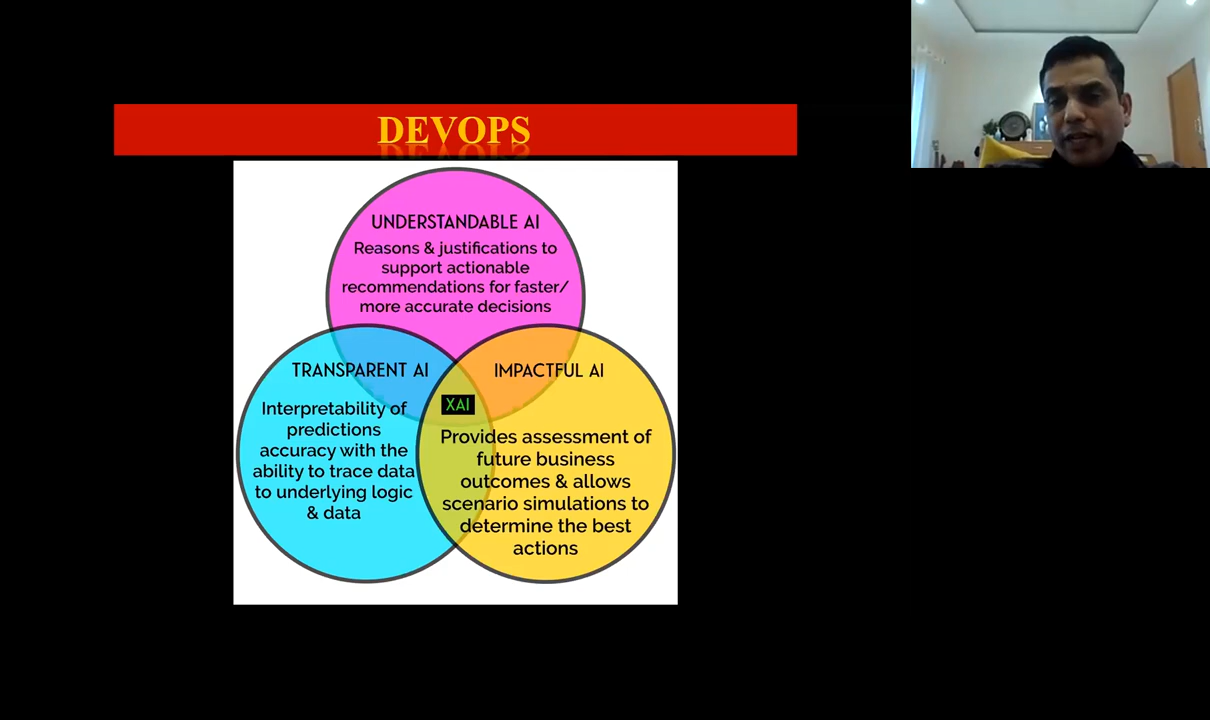 DEVOPS
UNDERSTANDABLE AI
Reasons & justifications to
support actionable
recommendations for faster/
more accurate decisions
TRANSPARENT AI
IMPACTFUL AI
XAI
Interpretability of
predictions
accuracy with the
ability to trace data
to underlying logic
& data
Provides assessment of
future business
outcomes & allows
scenario simulations to
determine the best
actions